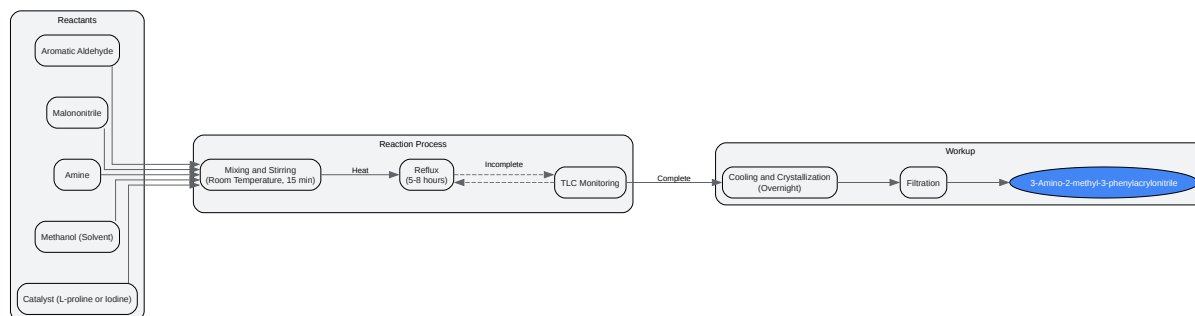 Reactants
Aromatic Aldehyde
Malononitrile
Amine
Methanol (Solvent)
Catalyst (L-proline or Iodine)
Reaction Process
Mixing and Stirring
(Room Temperature, 15 min)
Heat
Reflux
(5-8 hours)
Incomplete
TLC Monitoring
Complete
Workup
Cooling and Crystallization
(Overnight)
Filtration
3-Amino-2-methyl-3-phenylacrylonitrile